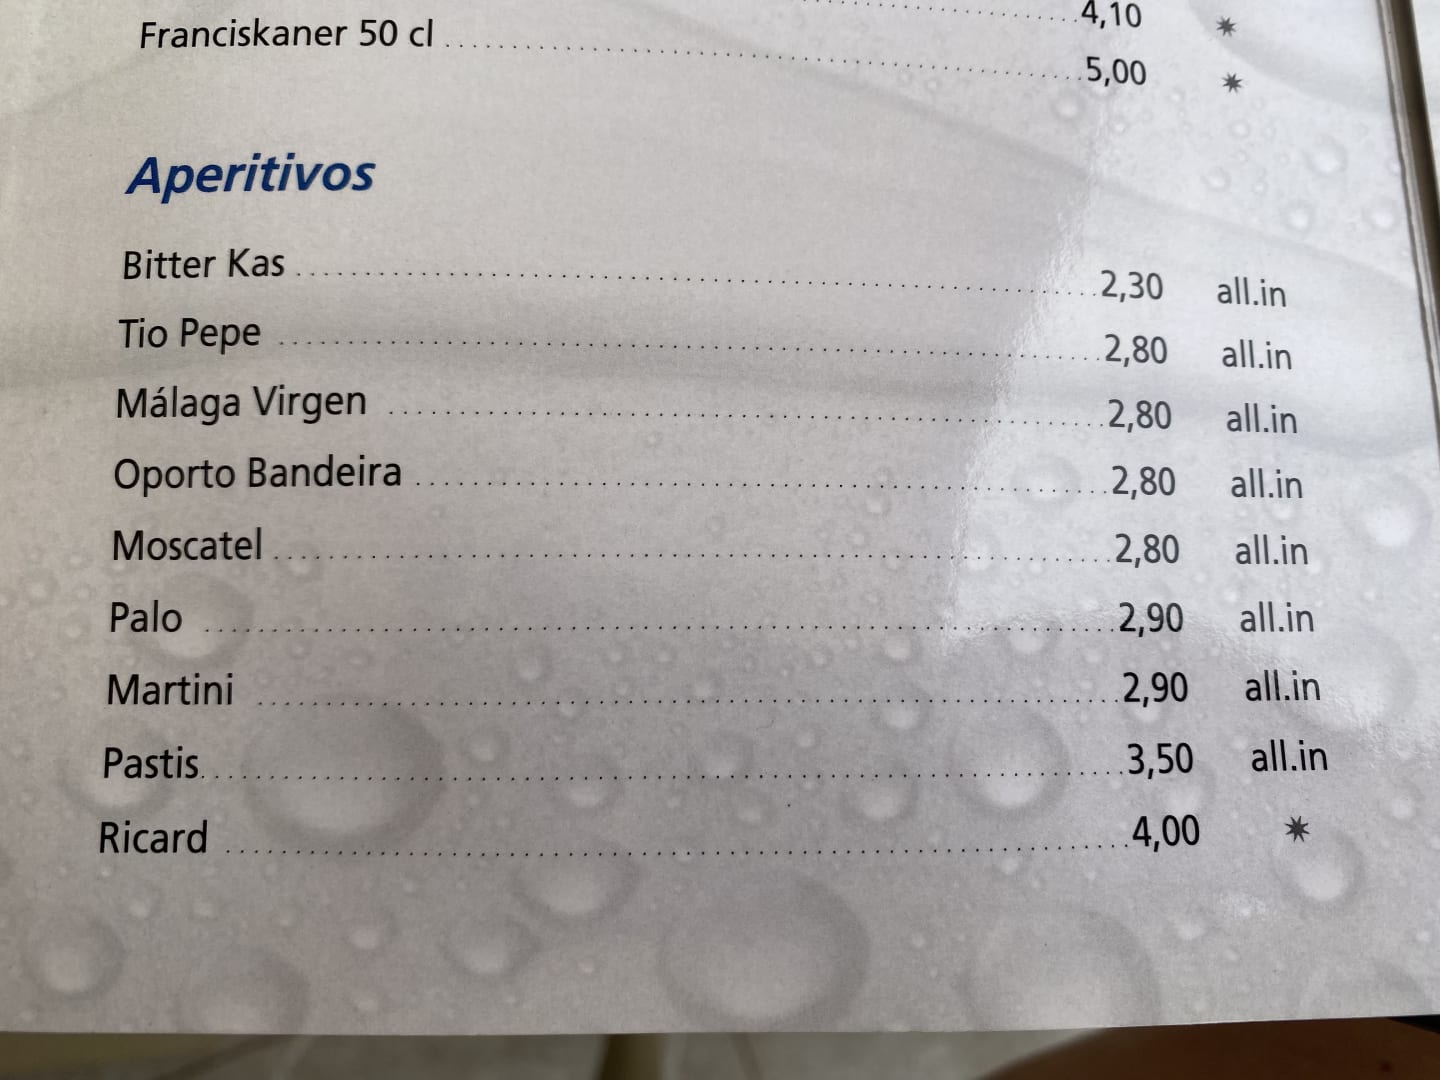 4,10 ✷
Franciskaner 50 cl 5,00 ✷
Aperitivos
Bitter Kas 2,30 all.in
Tio Pepe 2,80 all.in
Málaga Virgen 2,80 all.in
Oporto Bandeira 2,80 all.in
Moscatel 2,80 all.in
Palo 2,90 all.in
Martini 2,90 all.in
Pastis 3,50 all.in
Ricard 4,00 ✷